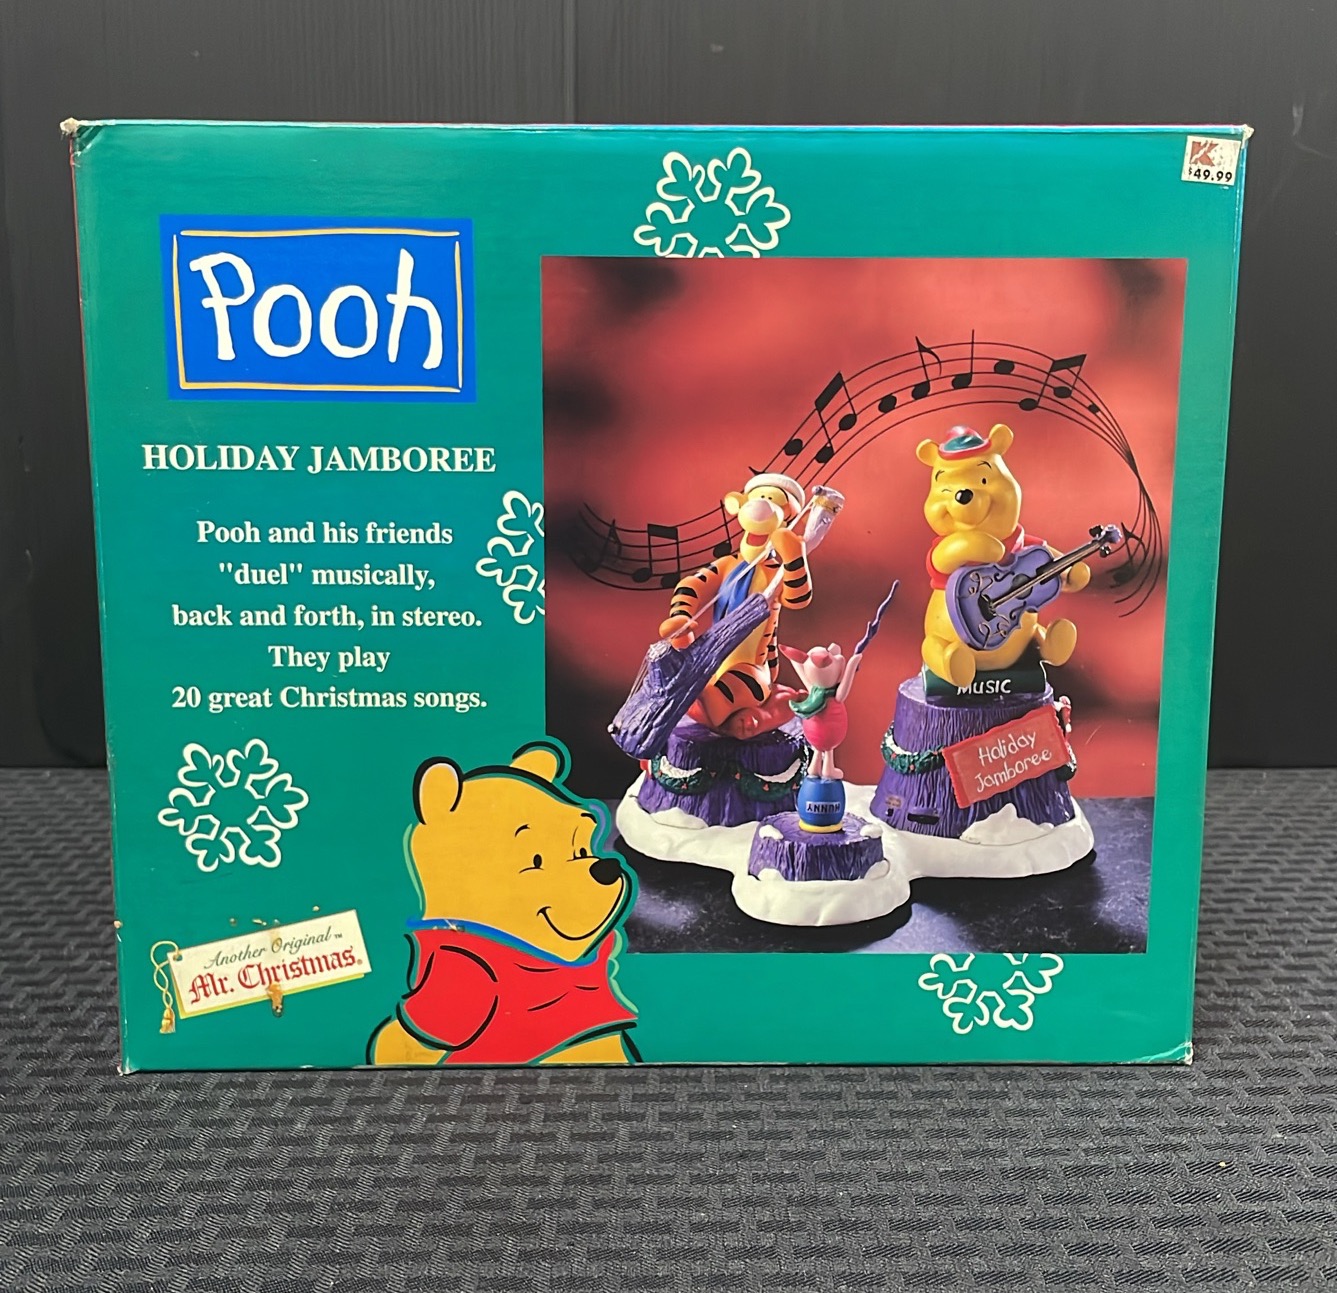 K
$49.99
Pooh
HOLIDAY JAMBOREE
Pooh and his friends
"duel" musically,
back and forth, in stereo.
They play
20 great Christmas songs.
MUSIC
Holiday
Jamboree
HUNNY
Another Original™
Mr. Christmas®